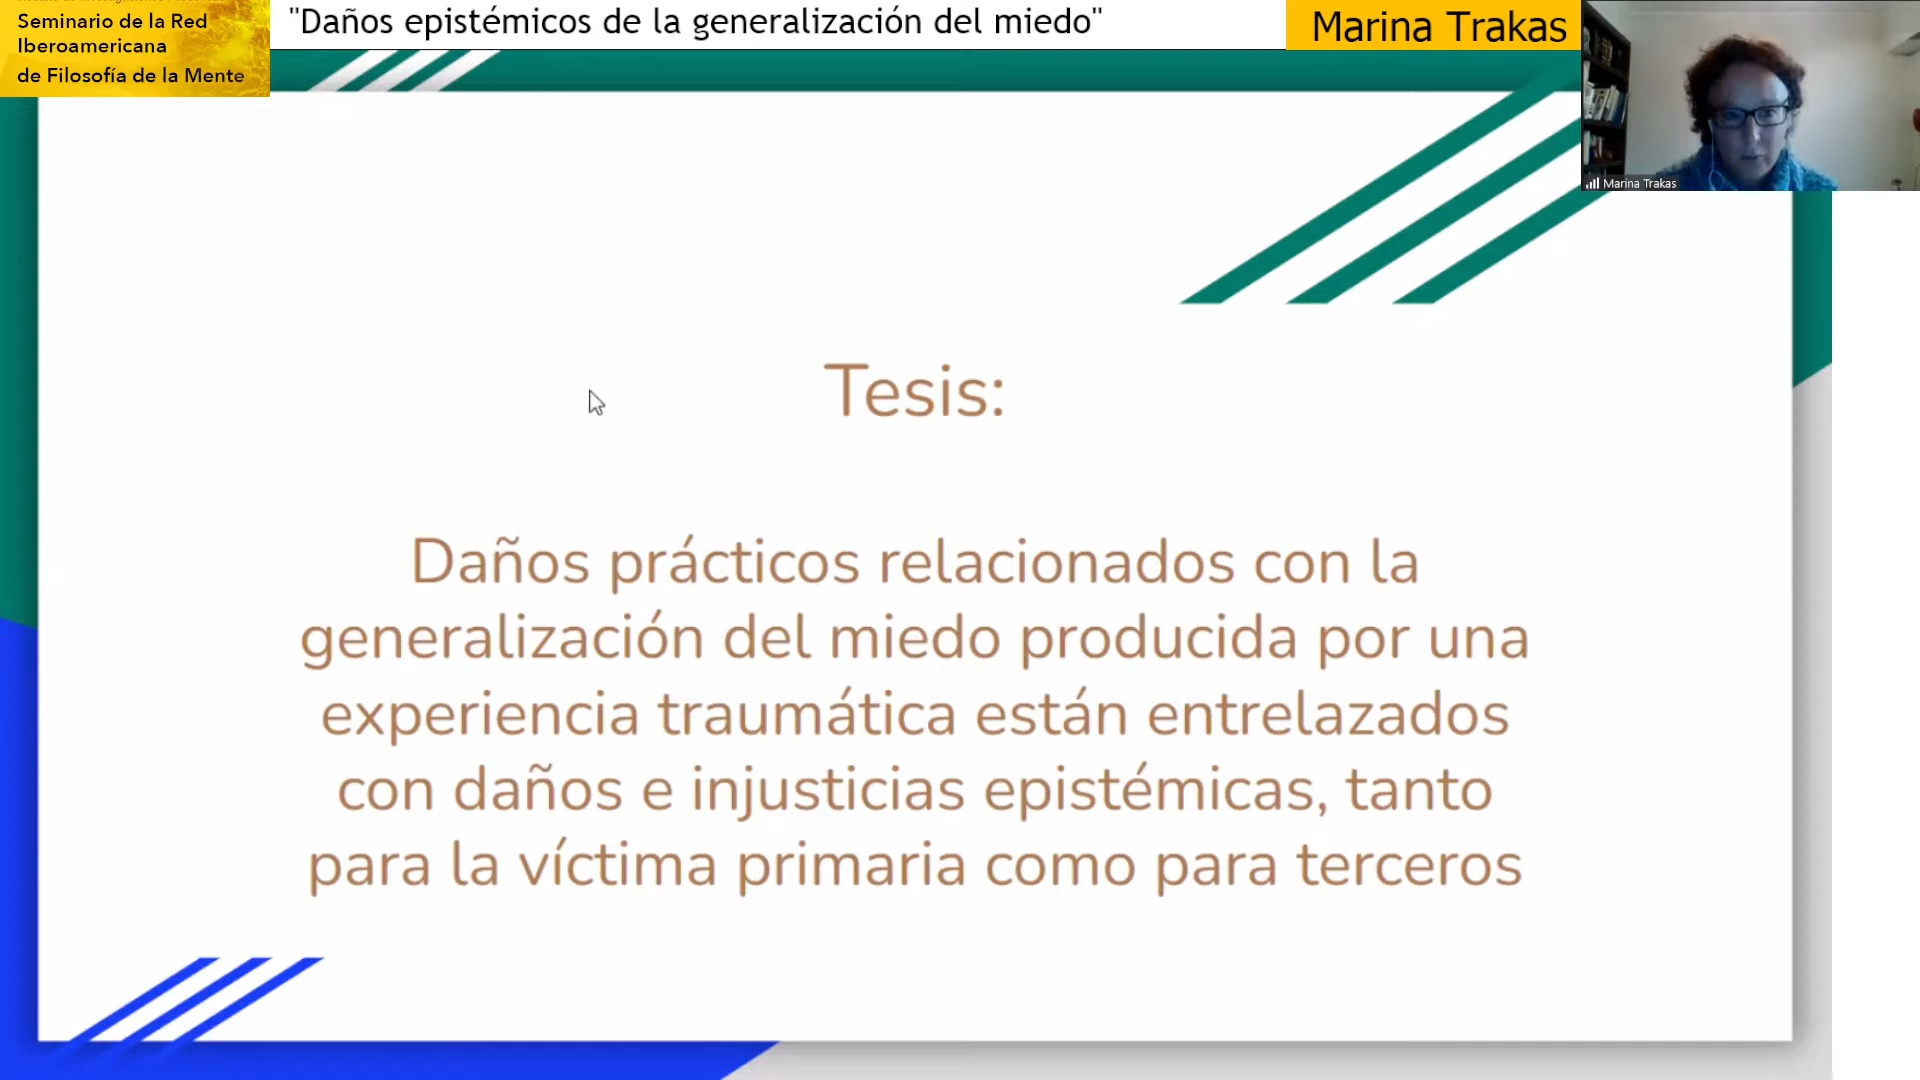 Seminario de la Red
Iberoamericana
de Filosofía de la Mente
"Daños epistémicos de la generalización del miedo"
Marina Trakas
Marina Trakas
Tesis:
Daños prácticos relacionados con la
generalización del miedo producida por una
experiencia traumática están entrelazados
con daños e injusticias epistémicas, tanto
para la víctima primaria como para terceros